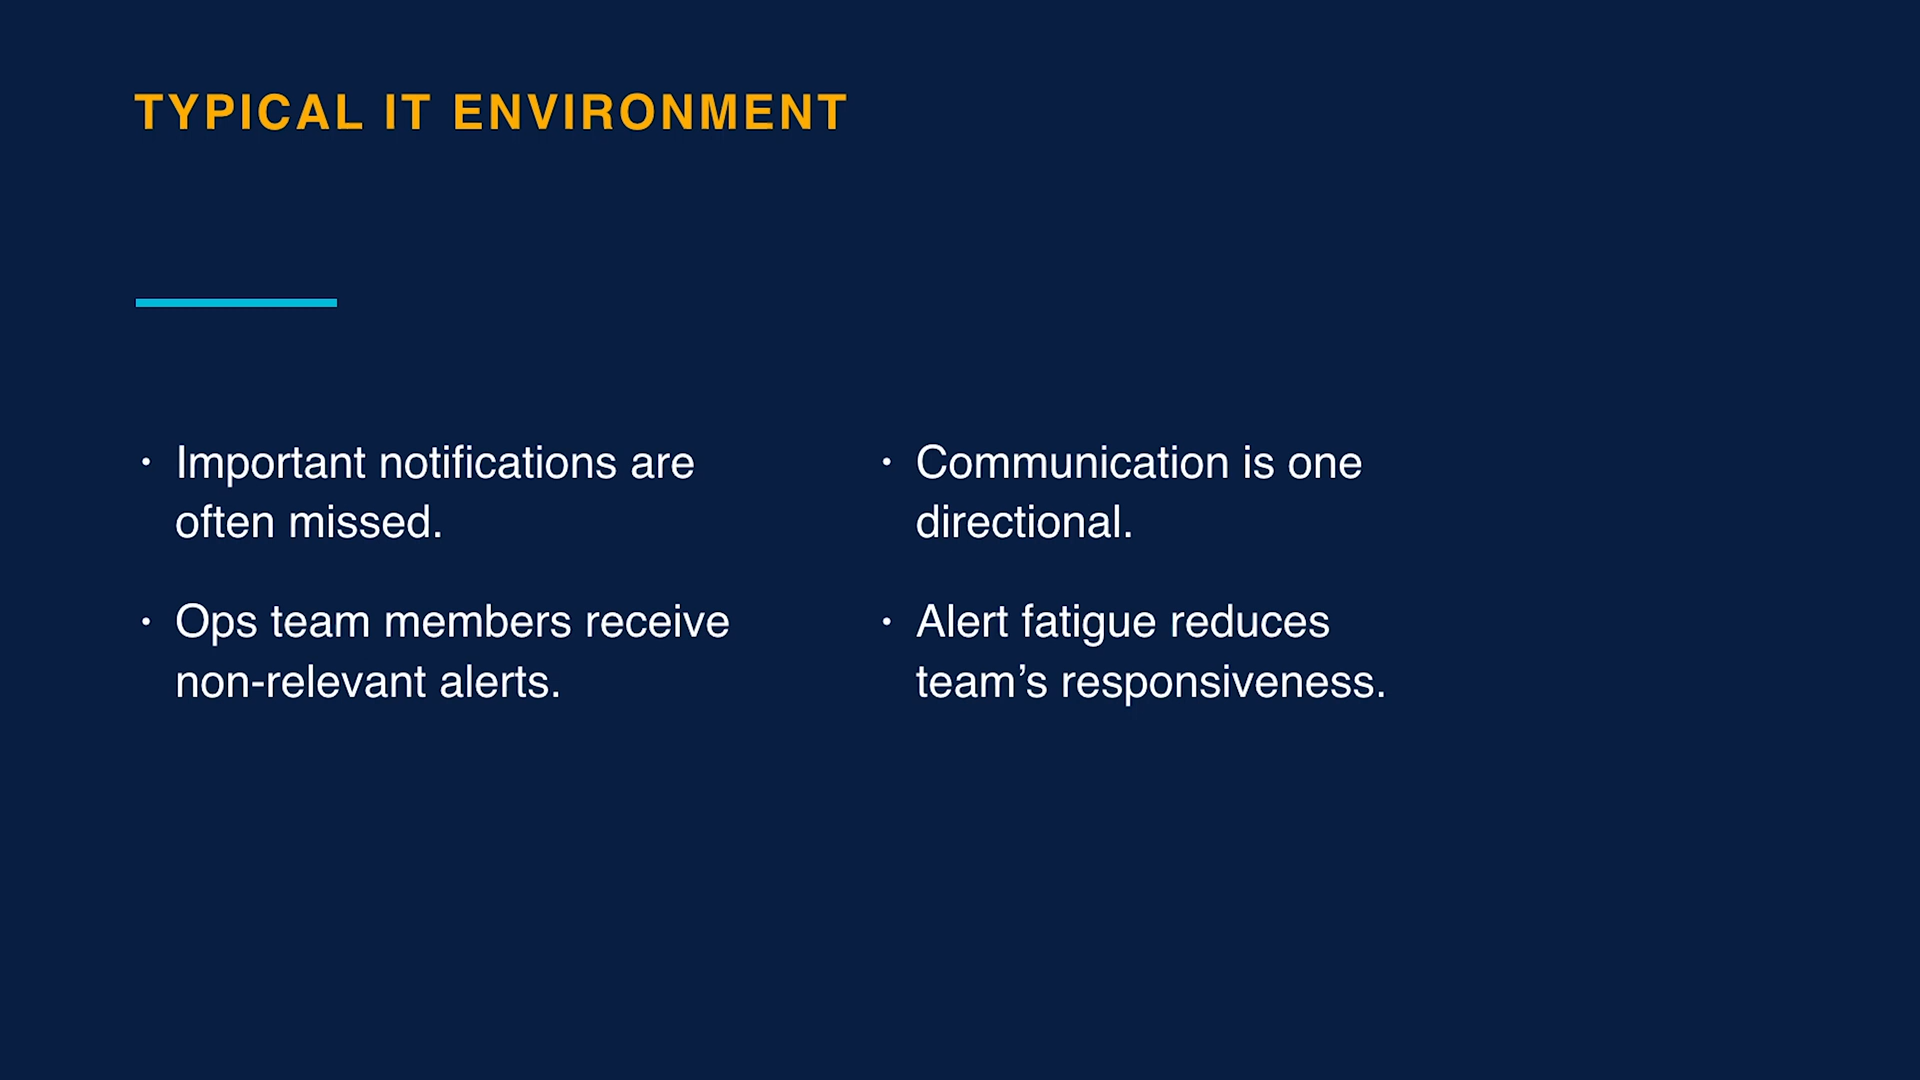 TYPICAL IT ENVIRONMENT
· Important notifications are
often missed.
· Ops team members receive
non-relevant alerts.
· Communication is one
directional.
· Alert fatigue reduces
team’s responsiveness.